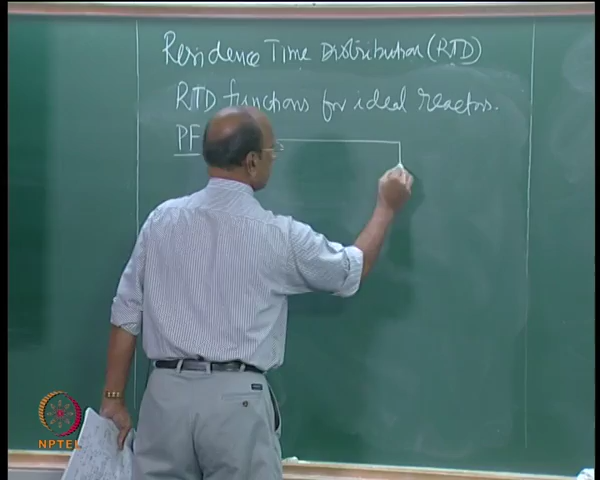 Residence Time Distribution (RTD)
RTD functions for ideal reactors.
PF
NPTEL